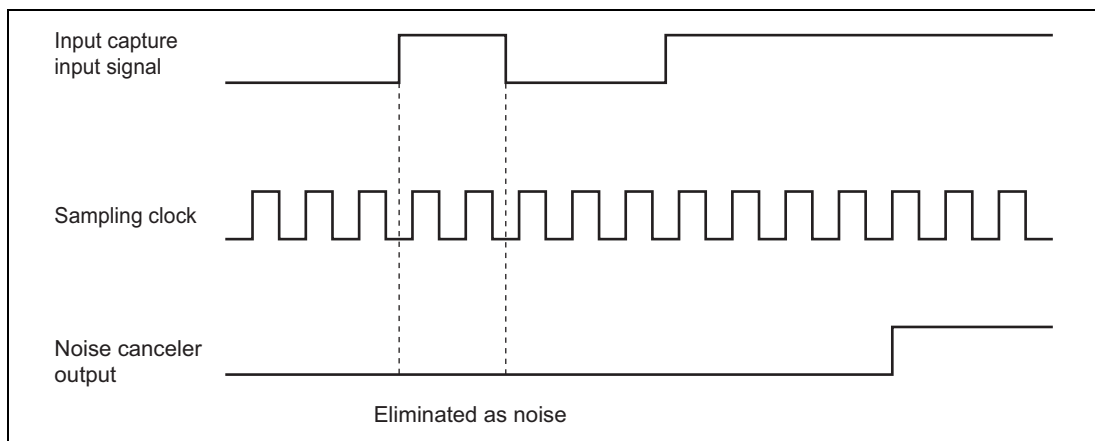 Input capture
input signal
Sampling clock
Noise canceler
output
Eliminated as noise